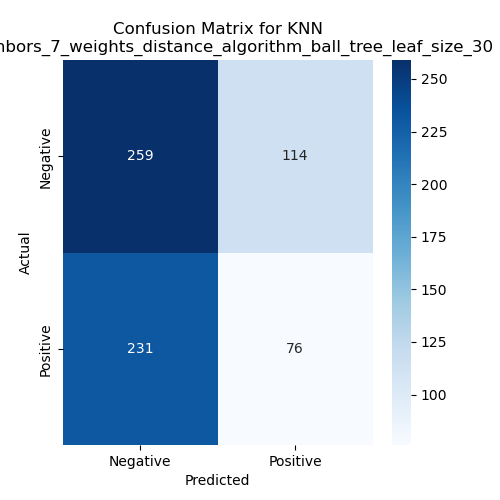 Confusion Matrix for KNN
nbors_7_weights_distance_algorithm_ball_tree_leaf_size_30
Actual
Negative
Positive
259
114
231
76
Negative
Positive
Predicted
250
225
200
175
150
125
100